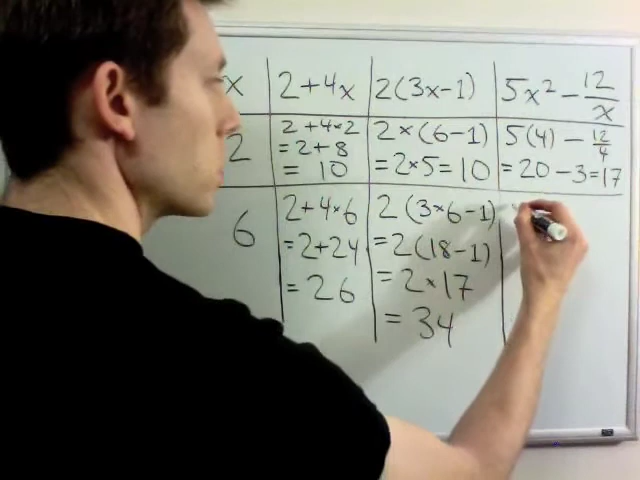 x 2+4x 2(3x-1) 5x² - 12/x
2 2+4×2 2×(6-1) 5(4) - 12/4
=2+8 =2×5=10 =20-3=17
= 10
6 2+4×6 2(3×6-1)
=2+24 =2(18-1)
=26 =2×17
=34